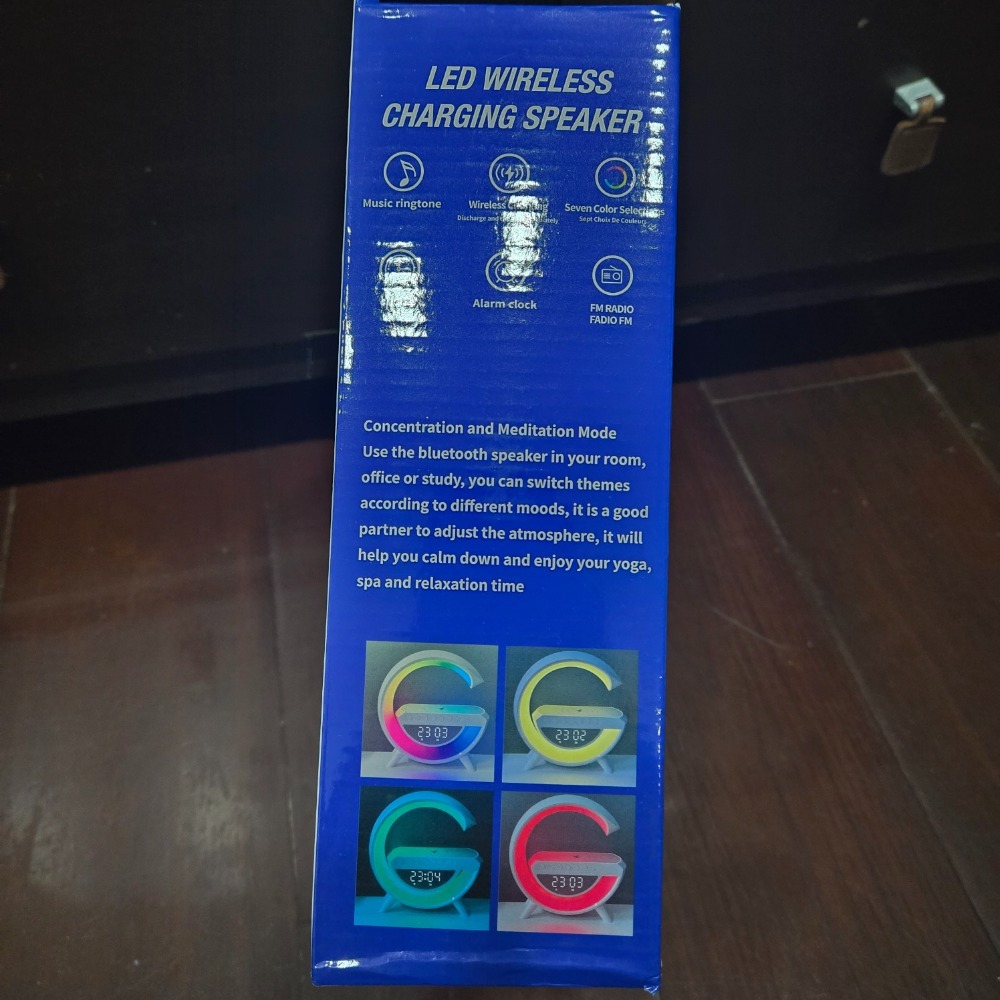 LED WIRELESS
CHARGING SPEAKER
Music ringtone
Wireless
Seven Color Selections
Discharge and
Sept Choix De Couleurs
Alarm clock
FM RADIO
FADIO FM
Concentration and Meditation Mode
Use the bluetooth speaker in your room,
office or study, you can switch themes
according to different moods, it is a good
partner to adjust the atmosphere, it will
help you calm down and enjoy your yoga,
spa and relaxation time
23 03
23 02
23:04
23 03